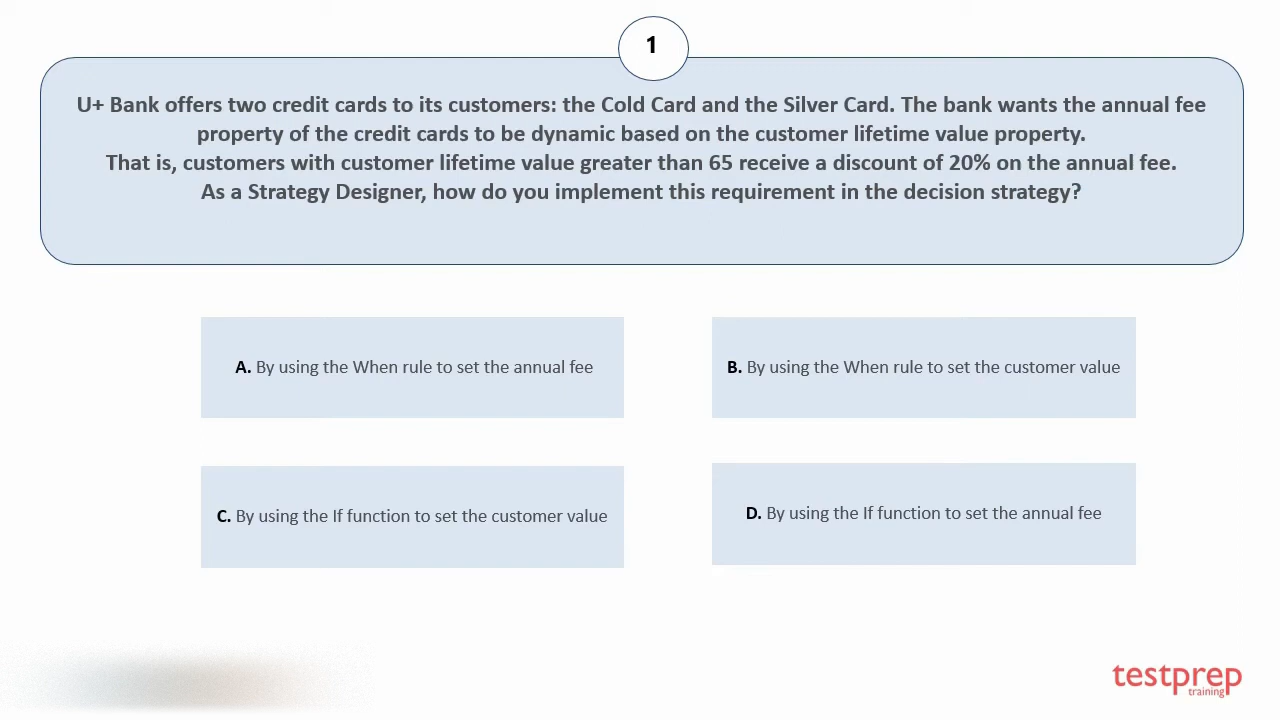 1
U+ Bank offers two credit cards to its customers: the Cold Card and the Silver Card. The bank wants the annual fee
property of the credit cards to be dynamic based on the customer lifetime value property.
That is, customers with customer lifetime value greater than 65 receive a discount of 20% on the annual fee.
As a Strategy Designer, how do you implement this requirement in the decision strategy?
A. By using the When rule to set the annual fee
B. By using the When rule to set the customer value
C. By using the If function to set the customer value
D. By using the If function to set the annual fee
testprep
training